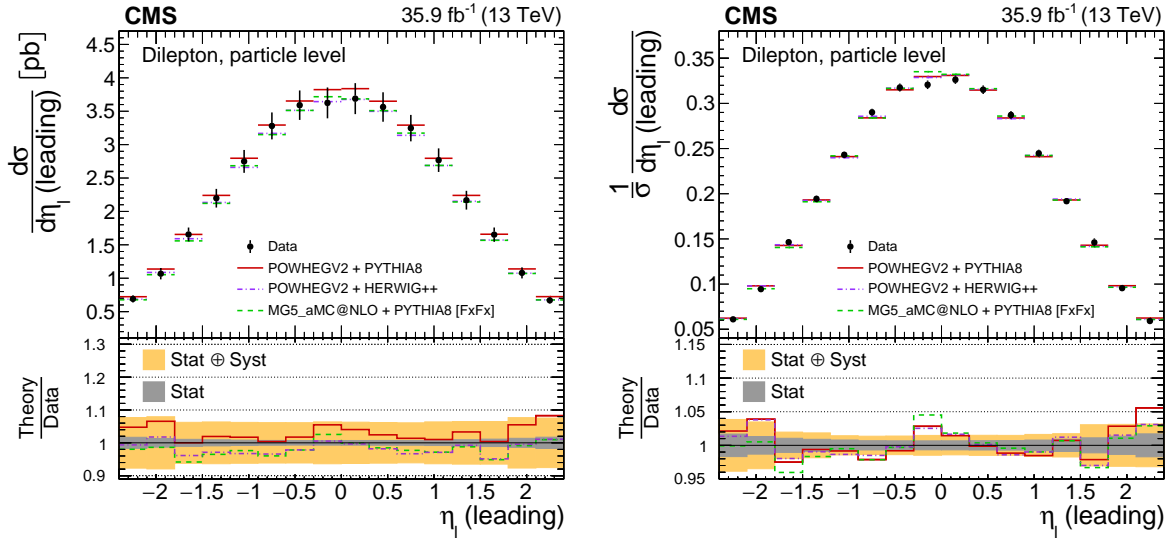 CMS
35.9 fb⁻¹ (13 TeV)
Dilepton, particle level
dσ
dη_l (leading)
[pb]
4.5
4
3.5
3
2.5
2
1.5
1
0.5
Data
POWHEGV2 + PYTHIA8
POWHEGV2 + HERWIG++
MG5_aMC@NLO + PYTHIA8 [FxFx]
Theory
Data
1.3
1.2
1.1
1
0.9
Stat ⊕ Syst
Stat
−2 −1.5 −1 −0.5 0 0.5 1 1.5 2
η_l (leading)
CMS
35.9 fb⁻¹ (13 TeV)
Dilepton, particle level
1
σ
dσ
dη_l (leading)
0.35
0.3
0.25
0.2
0.15
0.1
0.05
Data
POWHEGV2 + PYTHIA8
POWHEGV2 + HERWIG++
MG5_aMC@NLO + PYTHIA8 [FxFx]
Theory
Data
1.15
1.10
1.05
1
0.95
Stat ⊕ Syst
Stat
−2 −1.5 −1 −0.5 0 0.5 1 1.5 2
η_l (leading)